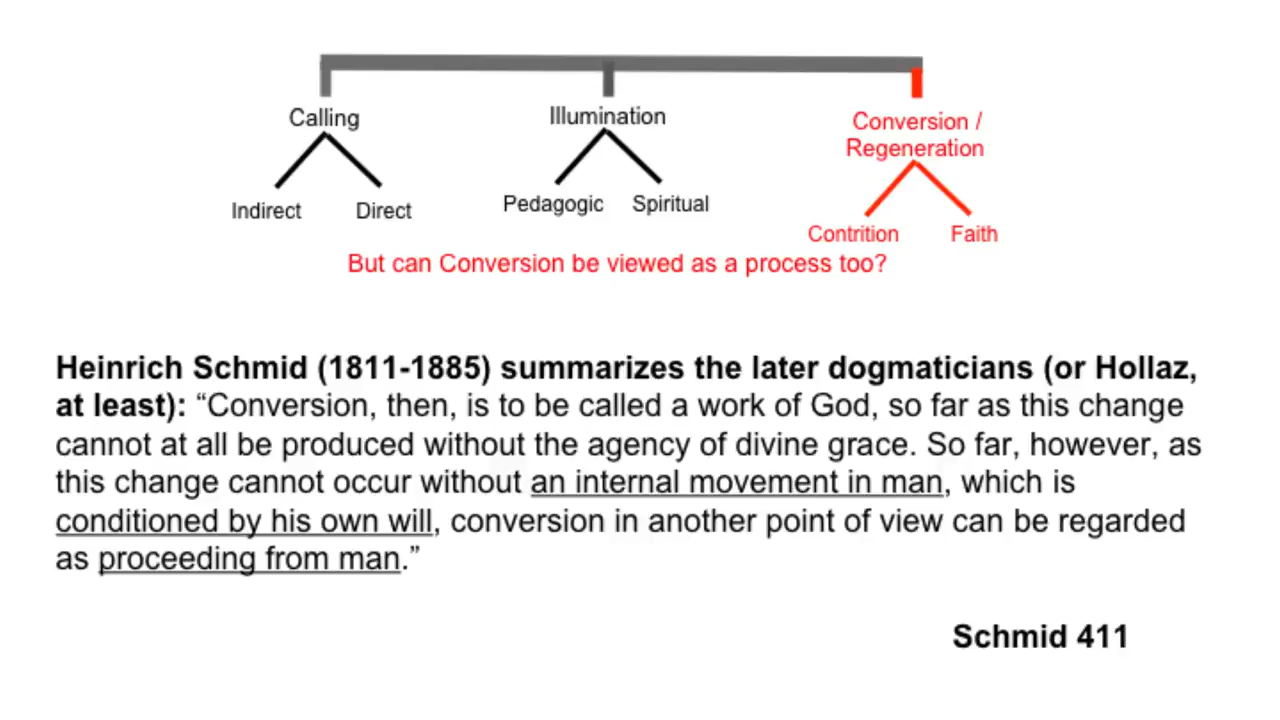 Calling
Illumination
Conversion /
Regeneration
Indirect
Direct
Pedagogic
Spiritual
Contrition
Faith
But can Conversion be viewed as a process too?
Heinrich Schmid (1811-1885) summarizes the later dogmaticians (or Hollaz,
at least): “Conversion, then, is to be called a work of God, so far as this change
cannot at all be produced without the agency of divine grace. So far, however, as
this change cannot occur without an internal movement in man, which is
conditioned by his own will, conversion in another point of view can be regarded
as proceeding from man.”
Schmid 411